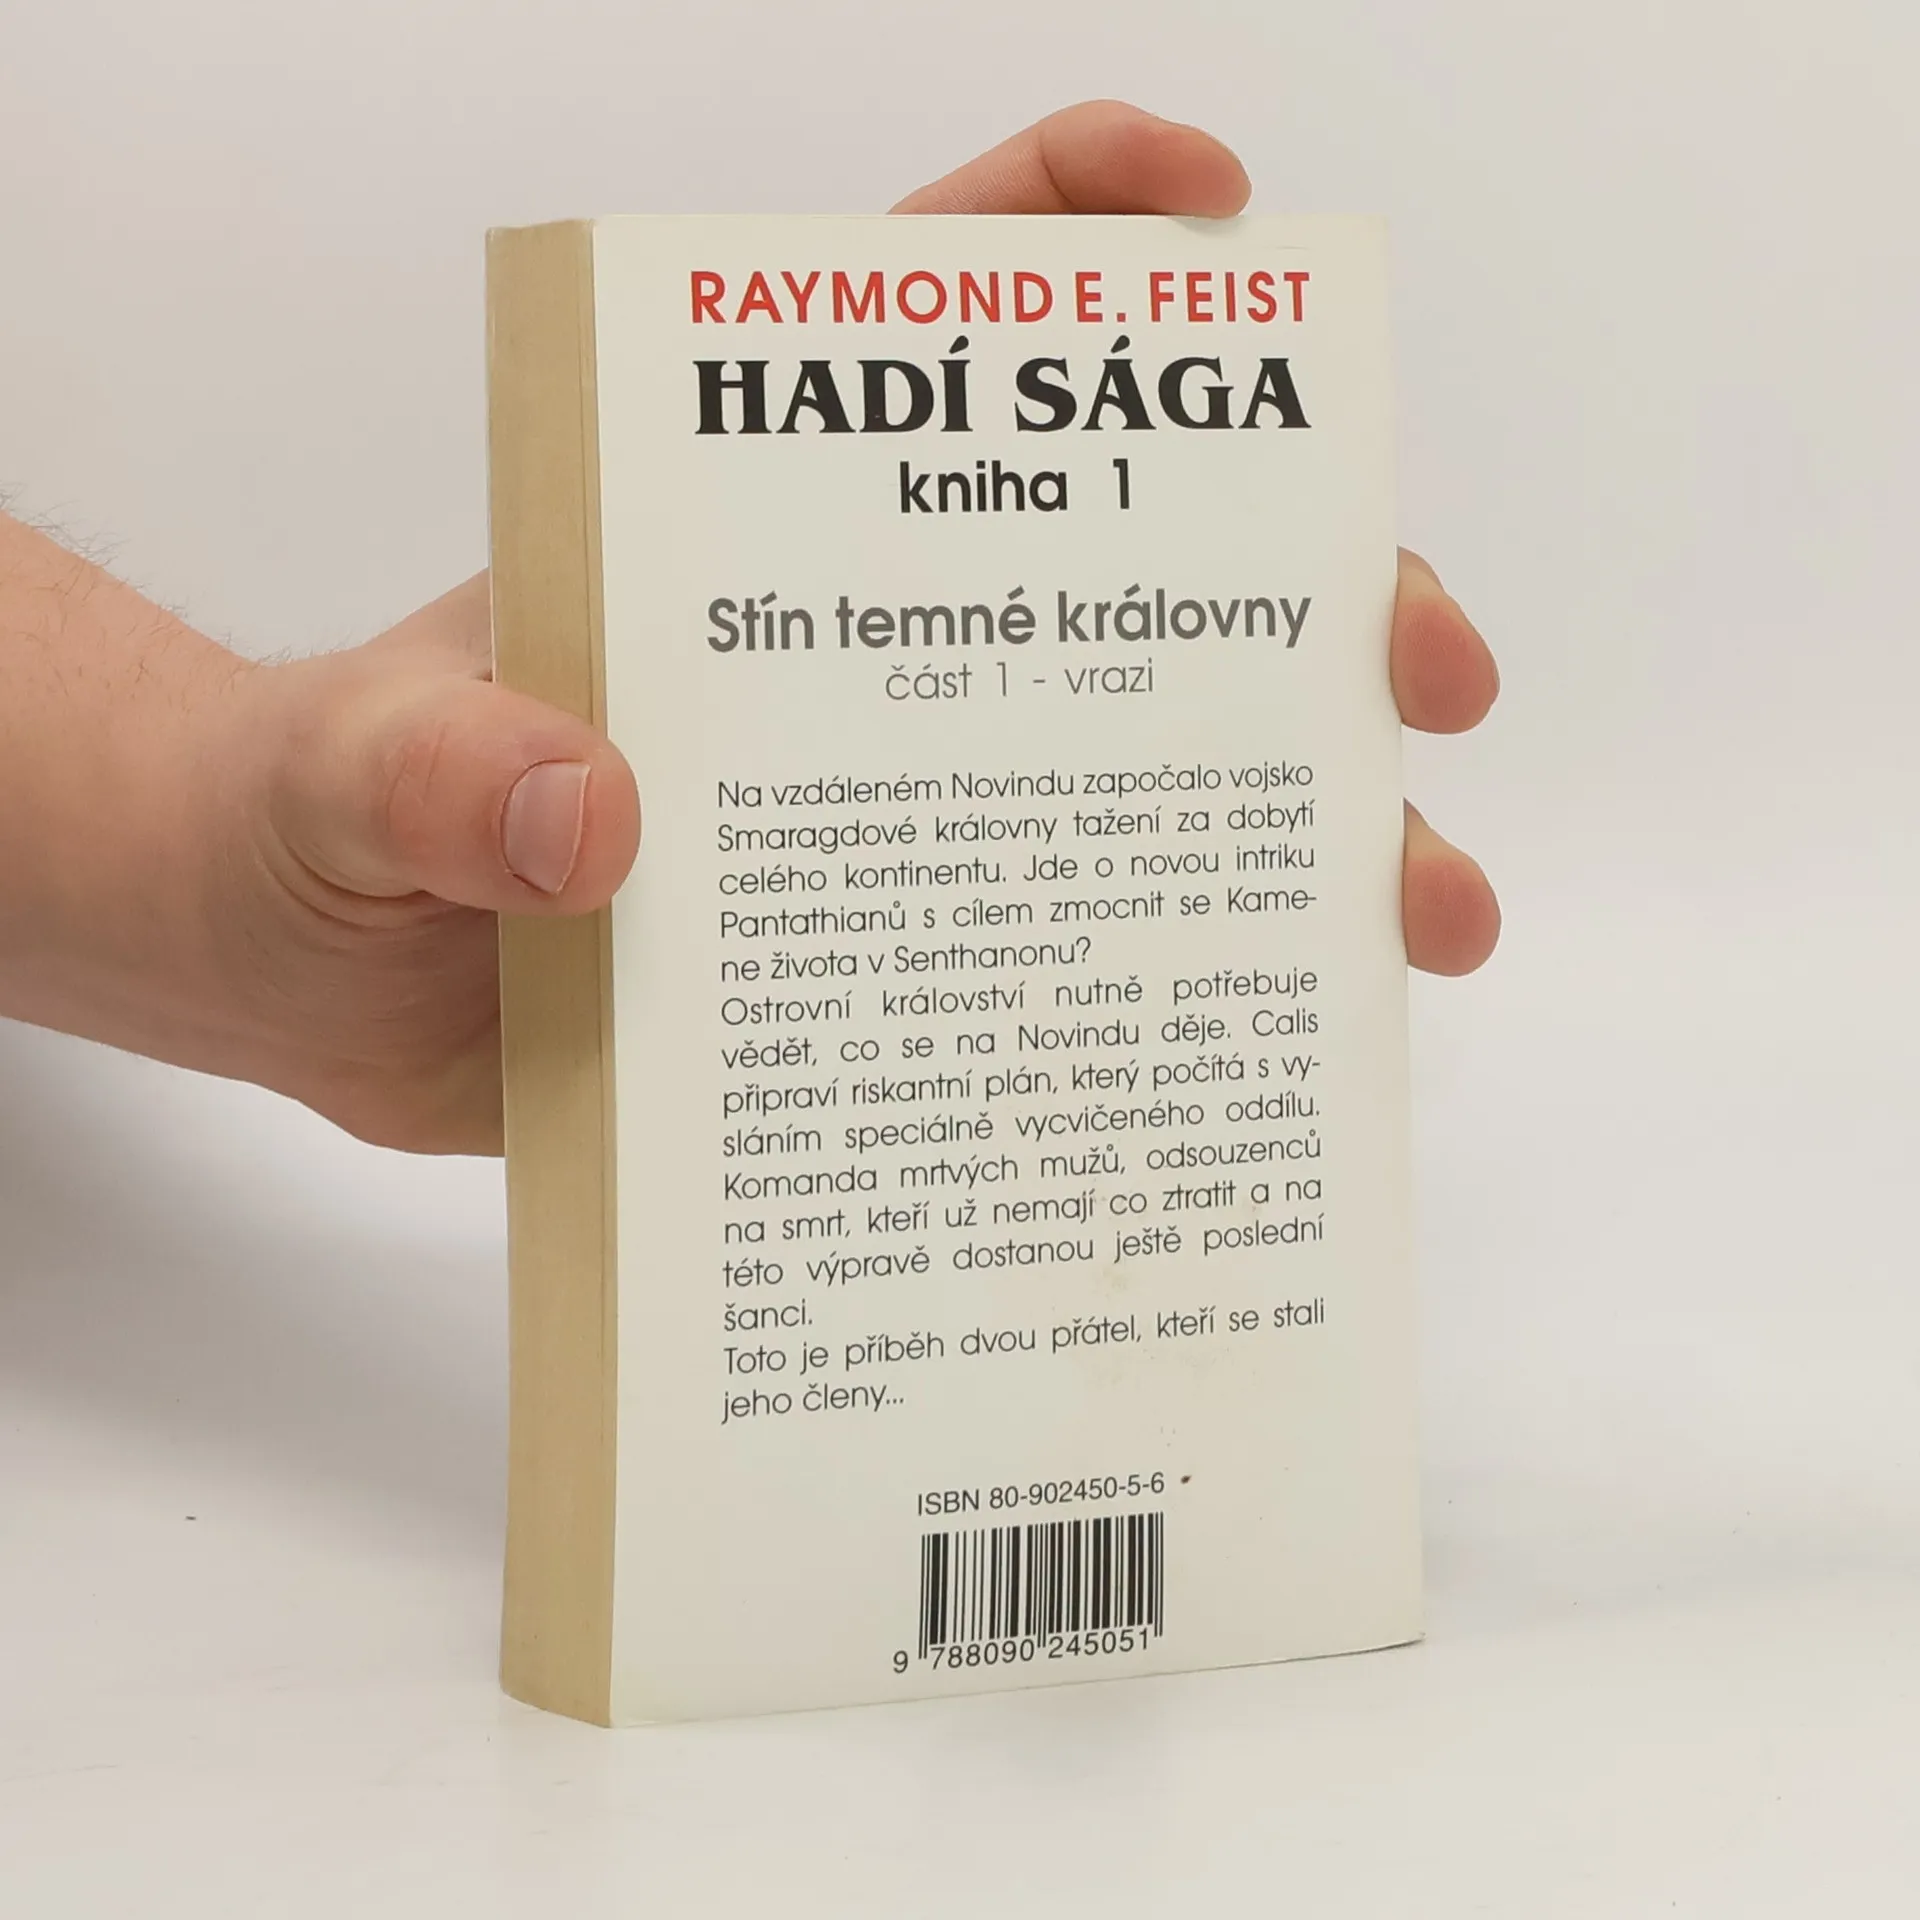 RAYMOND E. FEIST
HADÍ SÁGA
kniha 1
Stín temné královny
část 1 - vrazi
Na vzdáleném Novindu započalo vojsko
Smaragdové královny tažení za dobytí
celého kontinentu. Jde o novou intriku
Pantathianů s cílem zmocnit se Kame-
ne života v Senthanonu?
Ostrovní království nutně potřebuje
vědět, co se na Novindu děje. Calis
připraví riskantní plán, který počítá s vy-
sláním speciálně vycvičeného oddílu.
Komanda mrtvých mužů, odsouzenců
na smrt, kteří už nemají co ztratit a na
této výpravě dostanou ještě poslední
šanci.
Toto je příběh dvou přátel, kteří se stali
jeho členy...
ISBN 80-902450-5-6
9 788090 245051